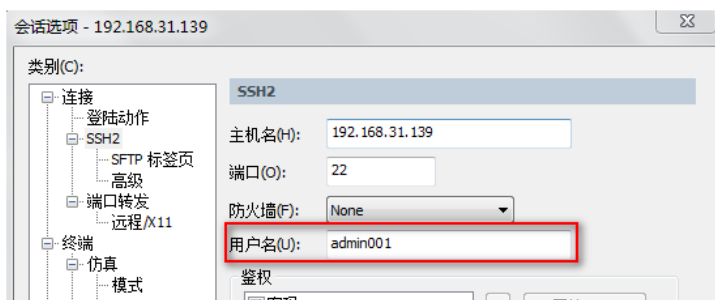 会话选项 - 192.168.31.139
类别(C):
连接
登陆动作
SSH2
SFTP 标签页
高级
端口转发
远程/X11
终端
仿真
模式
SSH2
主机名(H): 192.168.31.139
端口(O): 22
防火墙(F): None
用户名(U): admin001
鉴权